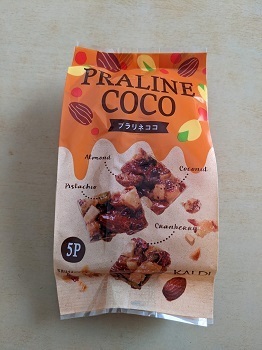 PRALINE
COCO
プラリネココ
Almond
Coconut
Pistachio
Cranberry
5P
KALDI